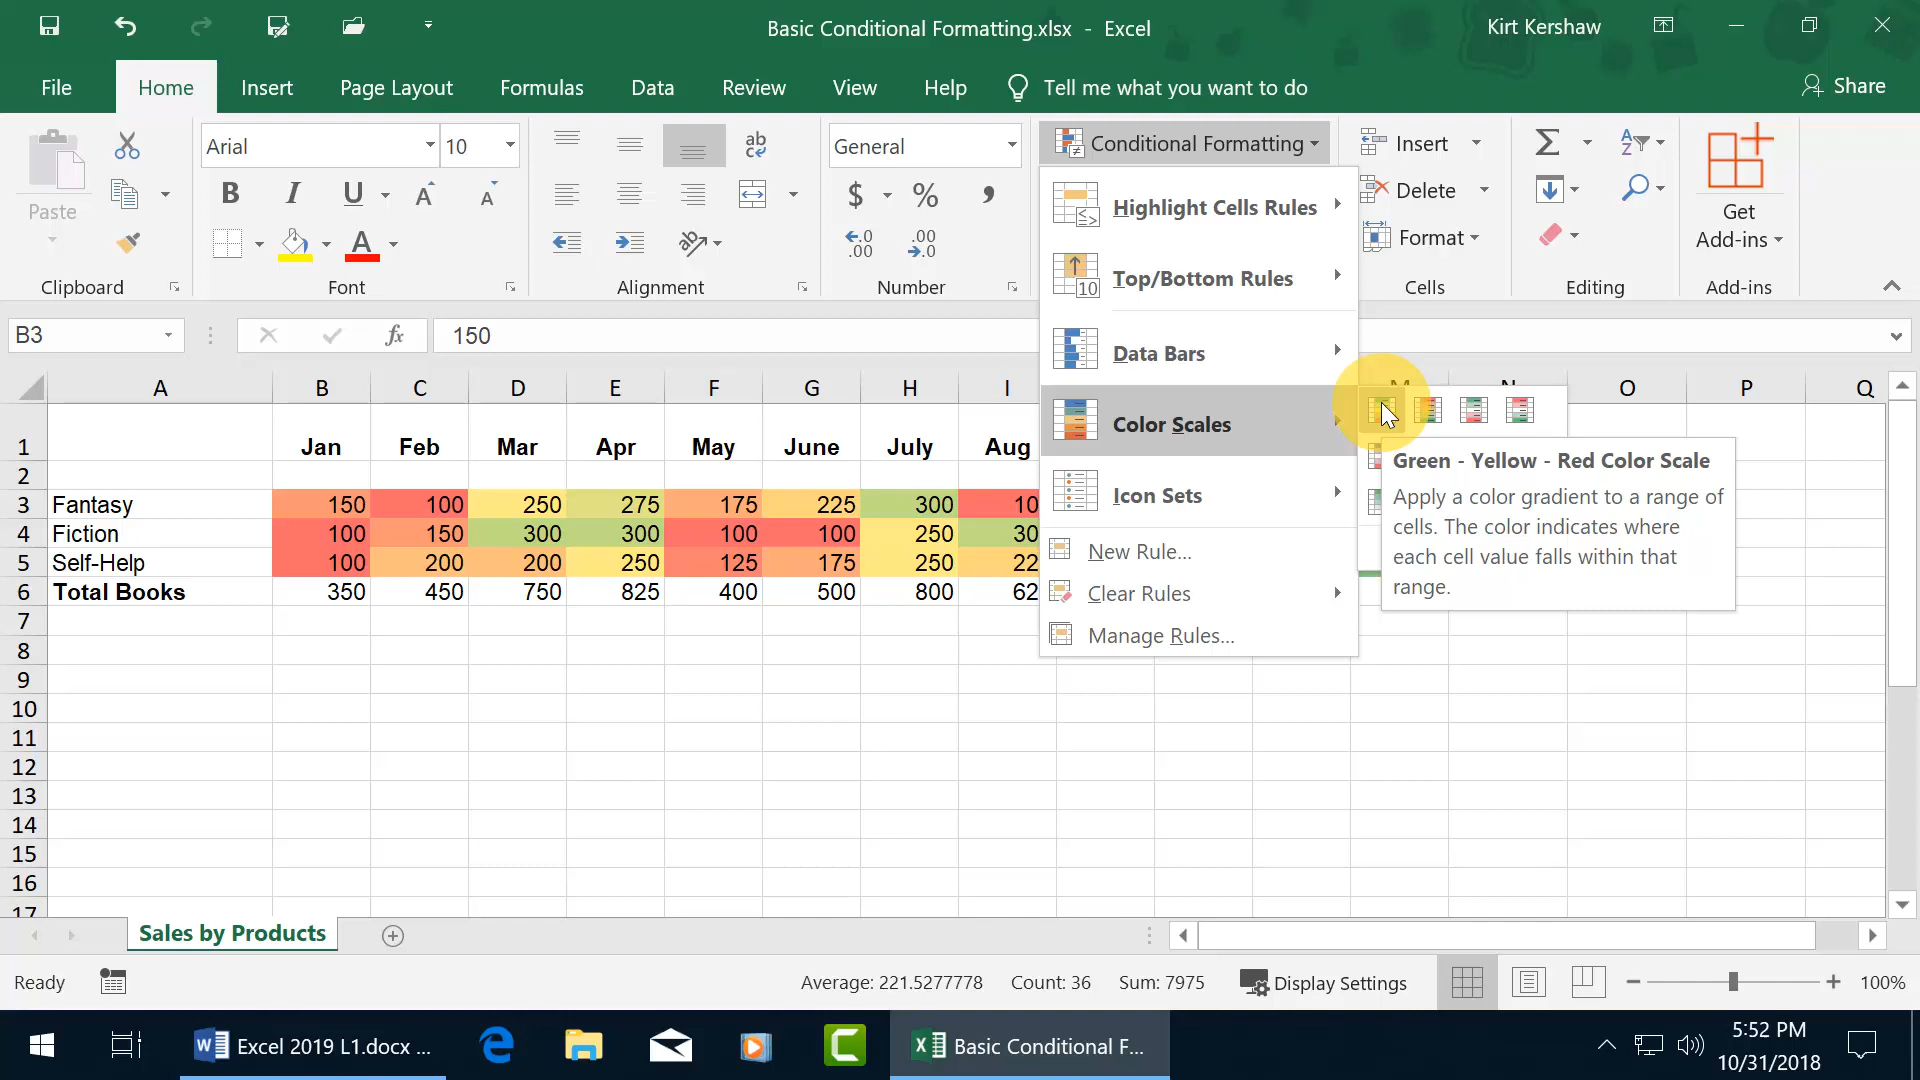 Basic Conditional Formatting.xlsx - Excel
Kirt Kershaw
File Home Insert Page Layout Formulas Data Review View Help Tell me what you want to do Share
Paste
Clipboard
Arial 10
B I U A A
A
Font
ab c
Alignment
General
$ % ,
←.0 .00
.00 →.0
Number
Conditional Formatting
Insert
Delete
Format
Cells
Σ
A Z
Editing
Get
Add-ins
Add-ins
Highlight Cells Rules
Top/Bottom Rules
10
Data Bars
Color Scales
Icon Sets
New Rule...
Clear Rules
Manage Rules...
Green - Yellow - Red Color Scale
Apply a color gradient to a range of
cells. The color indicates where
each cell value falls within that
range.
B3 fx 150
A B C D E F G H I M N O P Q
1 Jan Feb Mar Apr May June July Aug
2
3 Fantasy 150 100 250 275 175 225 300 10
4 Fiction 100 150 300 300 100 100 250 30
5 Self-Help 100 200 200 250 125 175 250 22
6 Total Books 350 450 750 825 400 500 800 62
7
8
9
10
11
12
13
14
15
16
17
Sales by Products
Ready Average: 221.5277778 Count: 36 Sum: 7975 Display Settings 100%
W Excel 2019 L1.docx ... Basic Conditional F...
5:52 PM
10/31/2018